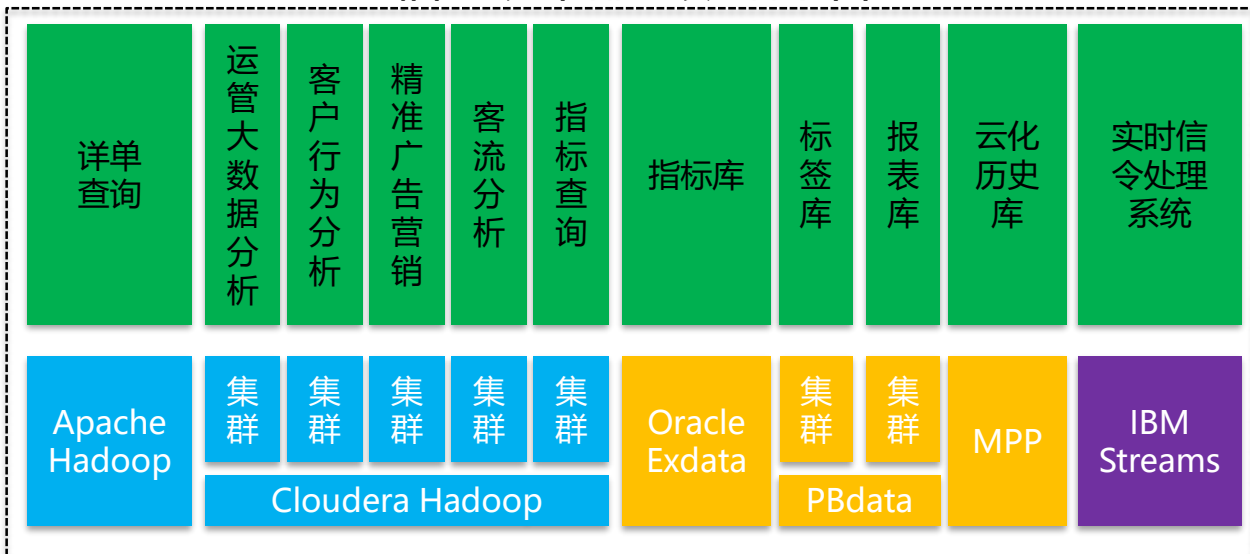 详单
查询
运管大数据分析
客户行为分析
精准广告营销
客流分析
指标查询
指标库
标签库
报表库
云化
历史
库
实时信
令处理
系统
Apache
Hadoop
集群
集群
集群
集群
集群
Cloudera Hadoop
Oracle
Exdata
集群
集群
PBdata
MPP
IBM
Streams